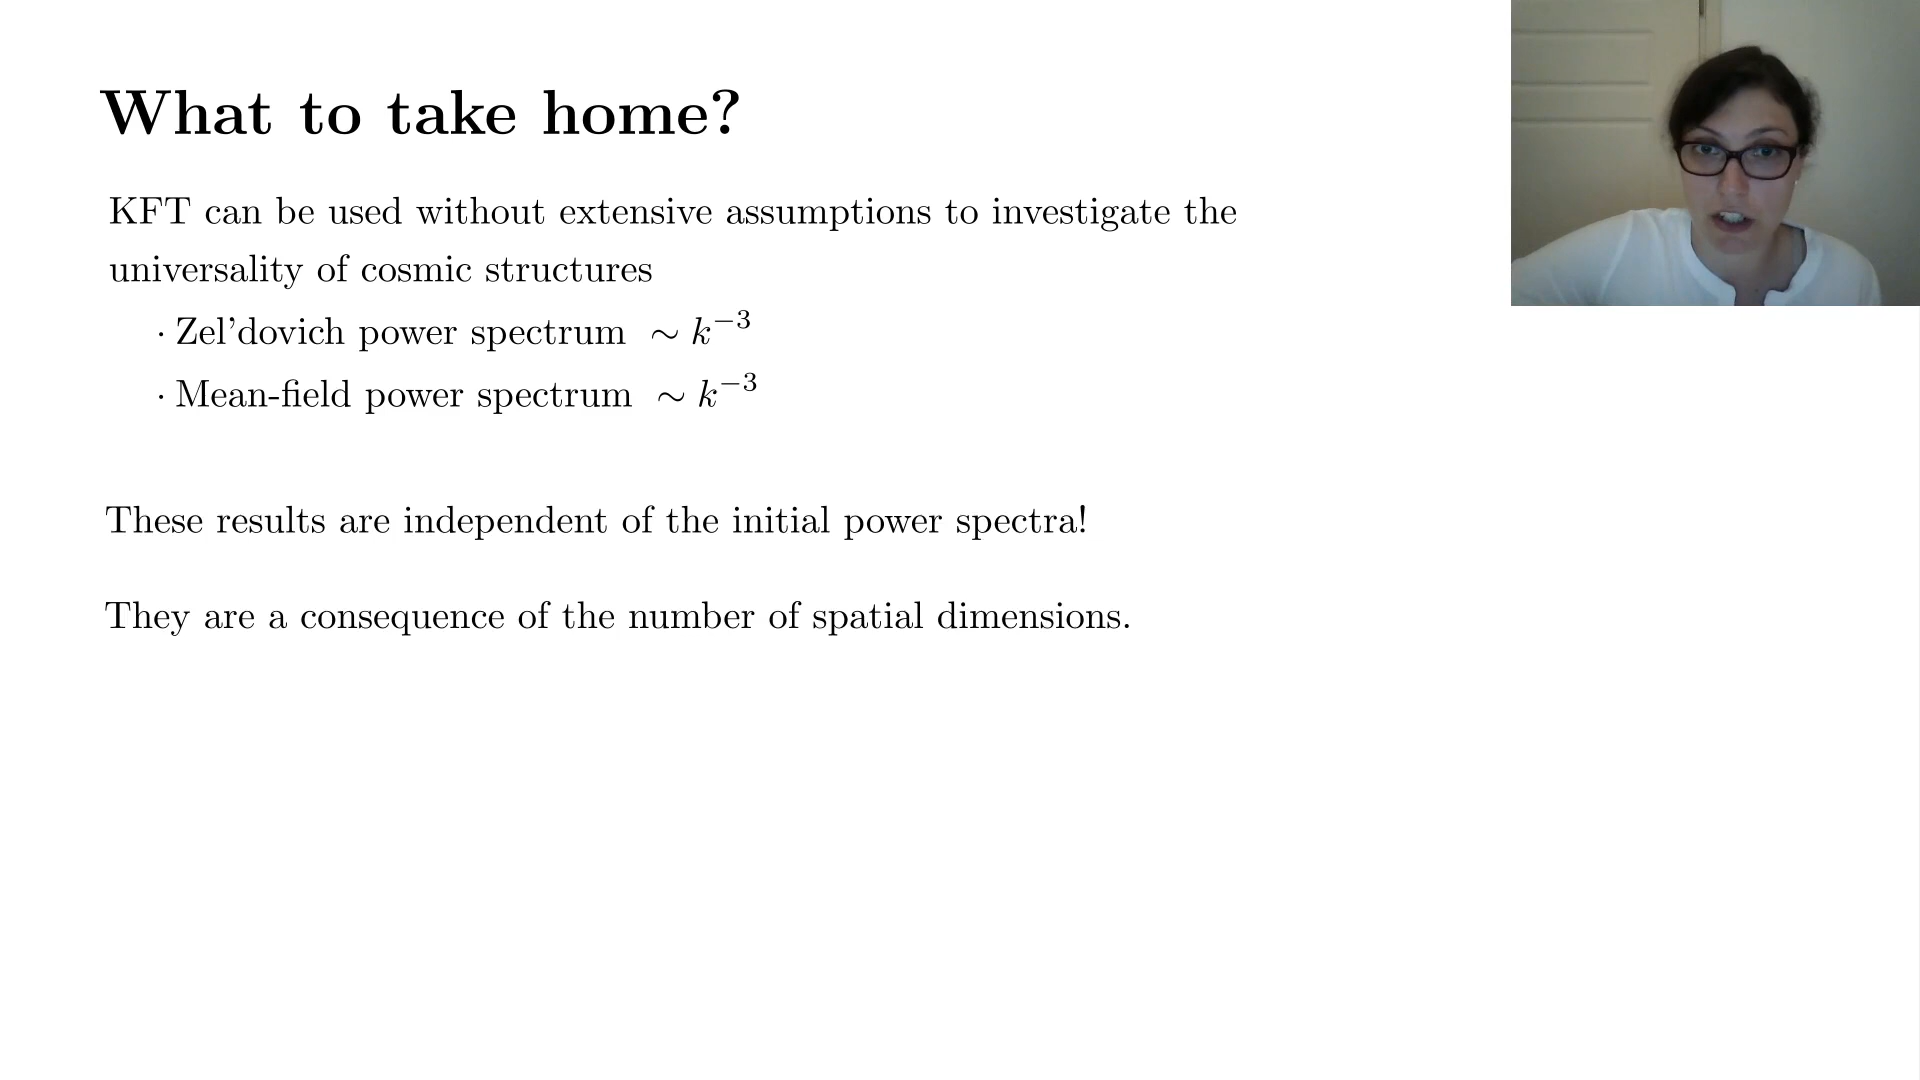 What to take home?
KFT can be used without extensive assumptions to investigate the
universality of cosmic structures
· Zel'dovich power spectrum ∼ k⁻³
· Mean-field power spectrum ∼ k⁻³
These results are independent of the initial power spectra!
They are a consequence of the number of spatial dimensions.